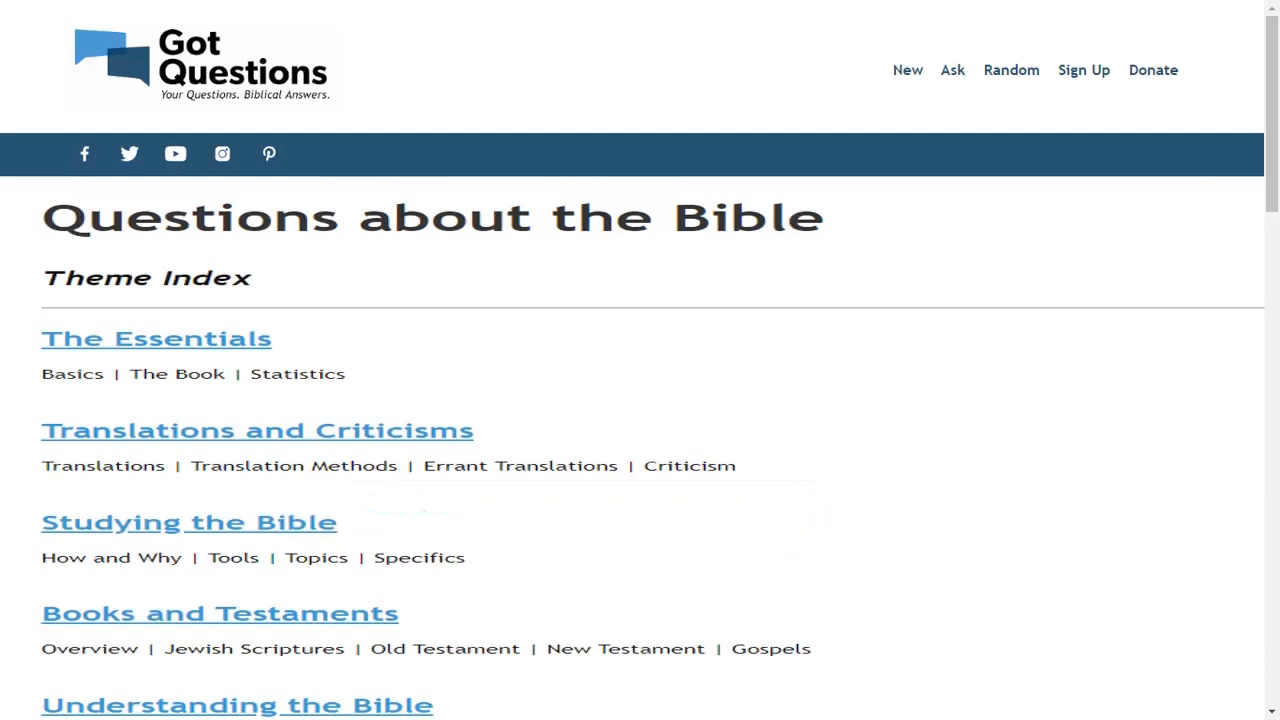 Got
Questions
Your Questions. Biblical Answers.
New Ask Random Sign Up Donate
Questions about the Bible
Theme Index
The Essentials
Basics | The Book | Statistics
Translations and Criticisms
Translations | Translation Methods | Errant Translations | Criticism
Studying the Bible
How and Why | Tools | Topics | Specifics
Books and Testaments
Overview | Jewish Scriptures | Old Testament | New Testament | Gospels
Understanding the Bible